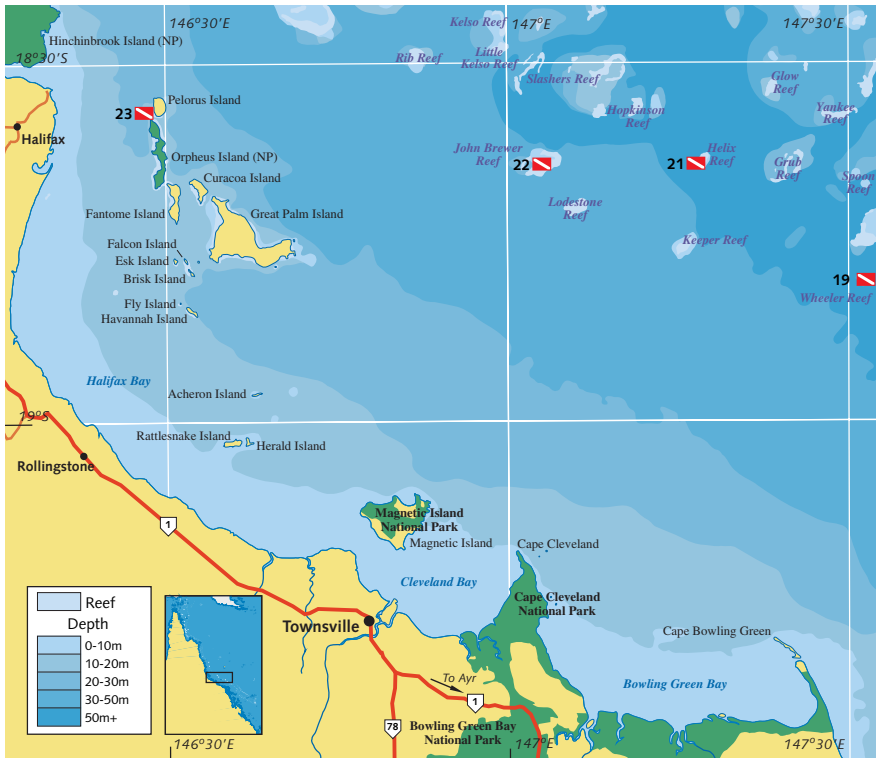 146°30'E
Kelso Reef
147°E
147°30'E
Hinchinbrook Island (NP)
18°30'S
Rib Reef
Little
Kelso Reef
Slashers Reef
Glow
Reef
Pelorus Island
23
Hopkinson
Reef
Yankee
Reef
Halifax
John Brewer
Reef
22
21
Helix
Reef
Orpheus Island (NP)
Grub
Reef
Curacoa Island
Spoon
Reef
Fantome Island
Great Palm Island
Lodestone
Reef
Falcon Island
Keeper Reef
Esk Island
Brisk Island
19
Fly Island
Wheeler Reef
Havannah Island
Halifax Bay
Acheron Island
19°S
Rattlesnake Island
Herald Island
Rollingstone
Magnetic Island
National Park
1
Magnetic Island
Cape Cleveland
Cleveland Bay
Cape Cleveland
National Park
Reef
Depth
0-10m
10-20m
20-30m
30-50m
50m+
Townsville
Cape Bowling Green
To Ayr
Bowling Green Bay
1
78
Bowling Green Bay
National Park
146°30'E
147°E
147°30'E